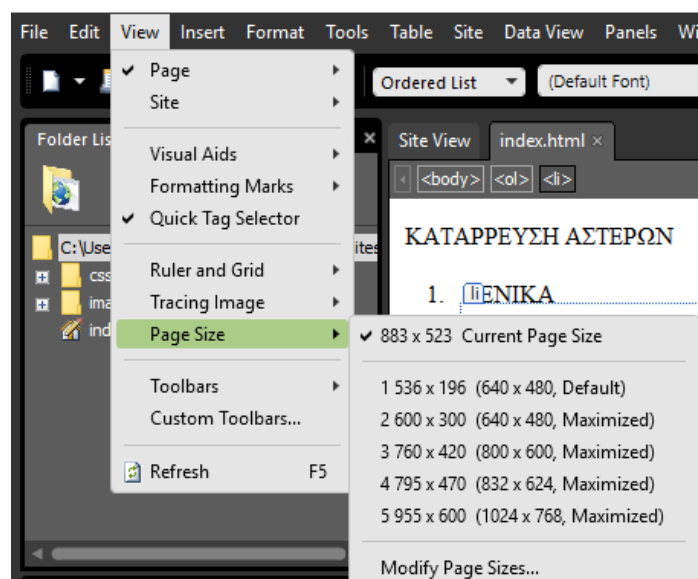 File Edit View Insert Format Tools Table Site Data View Panels
Page
Site
Visual Aids
Formatting Marks
Quick Tag Selector
Ruler and Grid
Tracing Image
Page Size
Toolbars
Custom Toolbars...
Refresh F5
883 x 523 Current Page Size
1 536 x 196 (640 x 480, Default)
2 600 x 300 (640 x 480, Maximized)
3 760 x 420 (800 x 600, Maximized)
4 795 x 470 (832 x 624, Maximized)
5 955 x 600 (1024 x 768, Maximized)
Modify Page Sizes...
Ordered List (Default Font)
Folder
Site View index.html ×
<body> <ol> <li>
C:\Use
css
ΚΑΤΑΡΡΕΥΣΗ ΑΣΤΕΡΩΝ
1. li ΕΝΙΚΑ